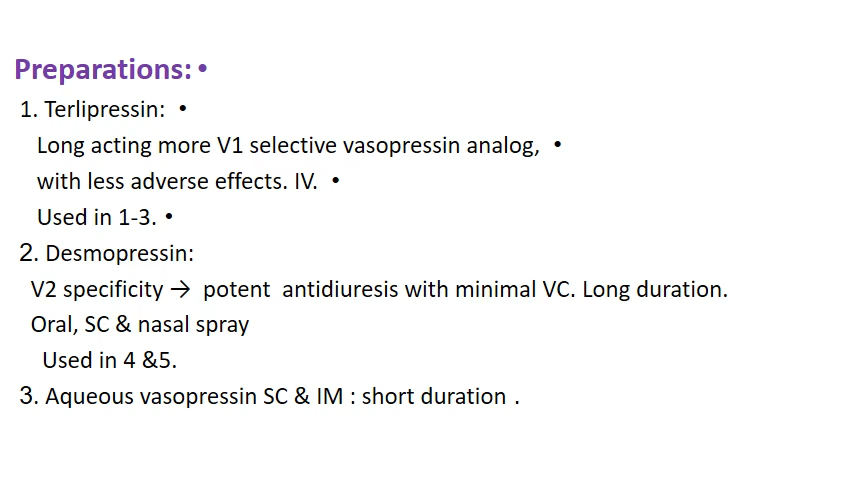 Preparations: •
1. Terlipressin: •
Long acting more V1 selective vasopressin analog, •
with less adverse effects. IV. •
Used in 1-3. •
2. Desmopressin:
V2 specificity → potent antidiuresis with minimal VC. Long duration.
Oral, SC & nasal spray
Used in 4 &5.
3. Aqueous vasopressin SC & IM : short duration .